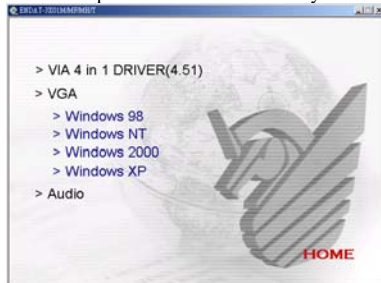 > VIA 4 in 1 DRIVER(4.51)
> VGA
> Windows 98
> Windows NT
> Windows 2000
> Windows XP
> Audio
HOME